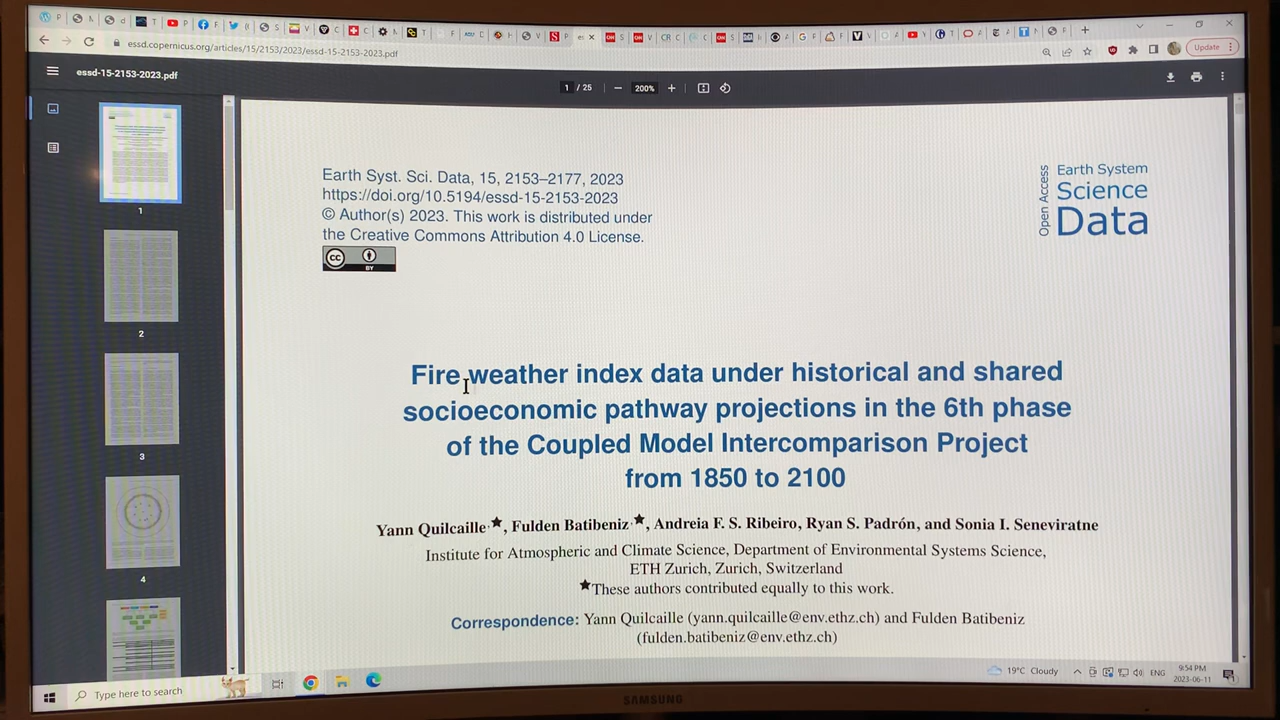 essd.copernicus.org/articles/15/2153/2023/essd-15-2153-2023.pdf
Update
essd-15-2153-2023.pdf
1 / 25
200%
1
2
3
4
Earth Syst. Sci. Data, 15, 2153–2177, 2023
https://doi.org/10.5194/essd-15-2153-2023
© Author(s) 2023. This work is distributed under
the Creative Commons Attribution 4.0 License.
cc
BY
Open Access
Earth System
Science
Data
Fire weather index data under historical and shared
socioeconomic pathway projections in the 6th phase
of the Coupled Model Intercomparison Project
from 1850 to 2100
Yann Quilcaille★, Fulden Batibeniz★, Andreia F. S. Ribeiro, Ryan S. Padrón, and Sonia I. Seneviratne
Institute for Atmospheric and Climate Science, Department of Environmental Systems Science,
ETH Zurich, Zurich, Switzerland
★These authors contributed equally to this work.
Correspondence: Yann Quilcaille (yann.quilcaille@env.ethz.ch) and Fulden Batibeniz
(fulden.batibeniz@env.ethz.ch)
Type here to search
19°C Cloudy
ENG
9:54 PM
2023-06-11
SAMSUNG